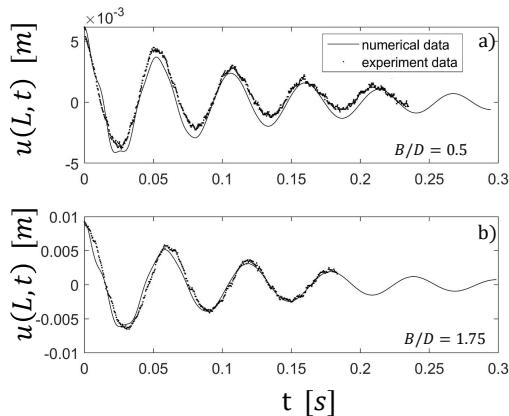 ×10⁻³
5
0
-5
u(L, t) [m]
numerical data
experiment data
a)
B/D = 0.5
0 0.05 0.1 0.15 0.2 0.25 0.3
0.01
0.005
0
-0.005
-0.01
u(L, t) [m]
b)
B/D = 1.75
0 0.05 0.1 0.15 0.2 0.25 0.3
t [s]